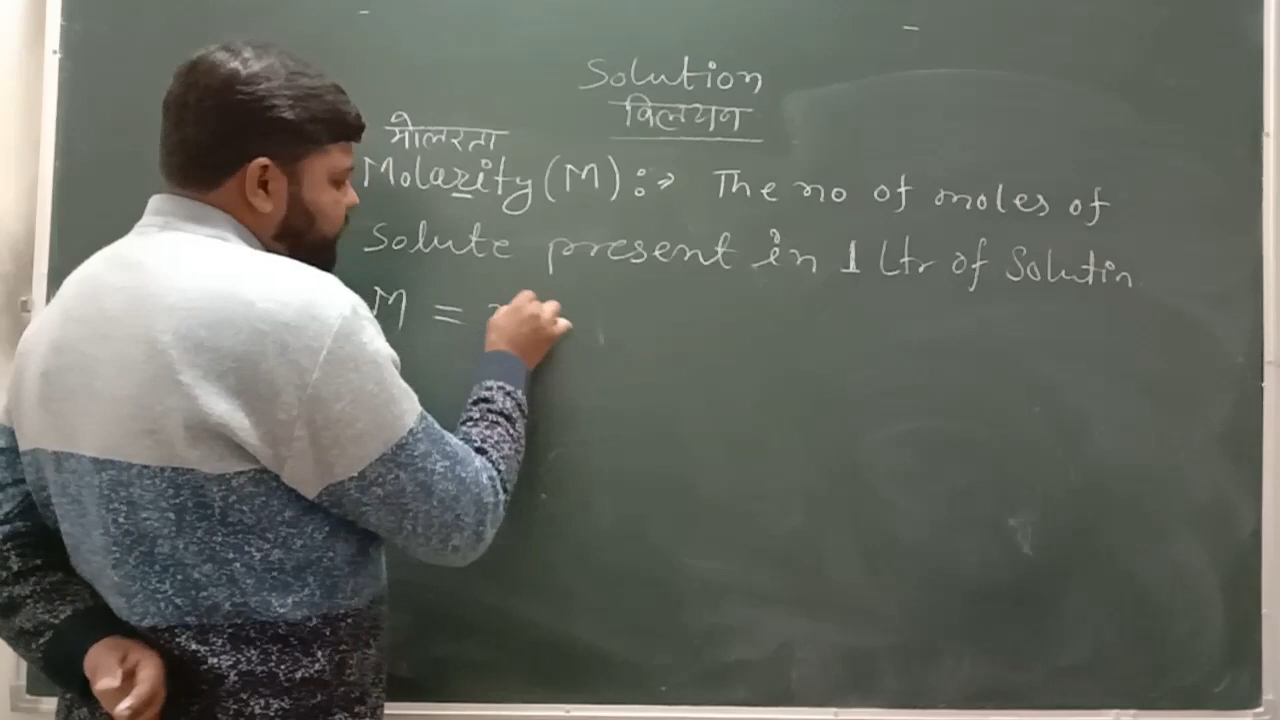 Solution
विलयन
मोलरता
Molarity (M) :→ The no of moles of
Solute present in 1 Ltr of Solutin
M =